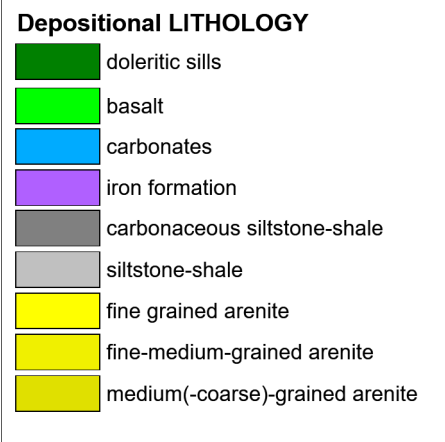 Depositional LITHOLOGY
doleritic sills
basalt
carbonates
iron formation
carbonaceous siltstone-shale
siltstone-shale
fine grained arenite
fine-medium-grained arenite
medium(-coarse)-grained arenite